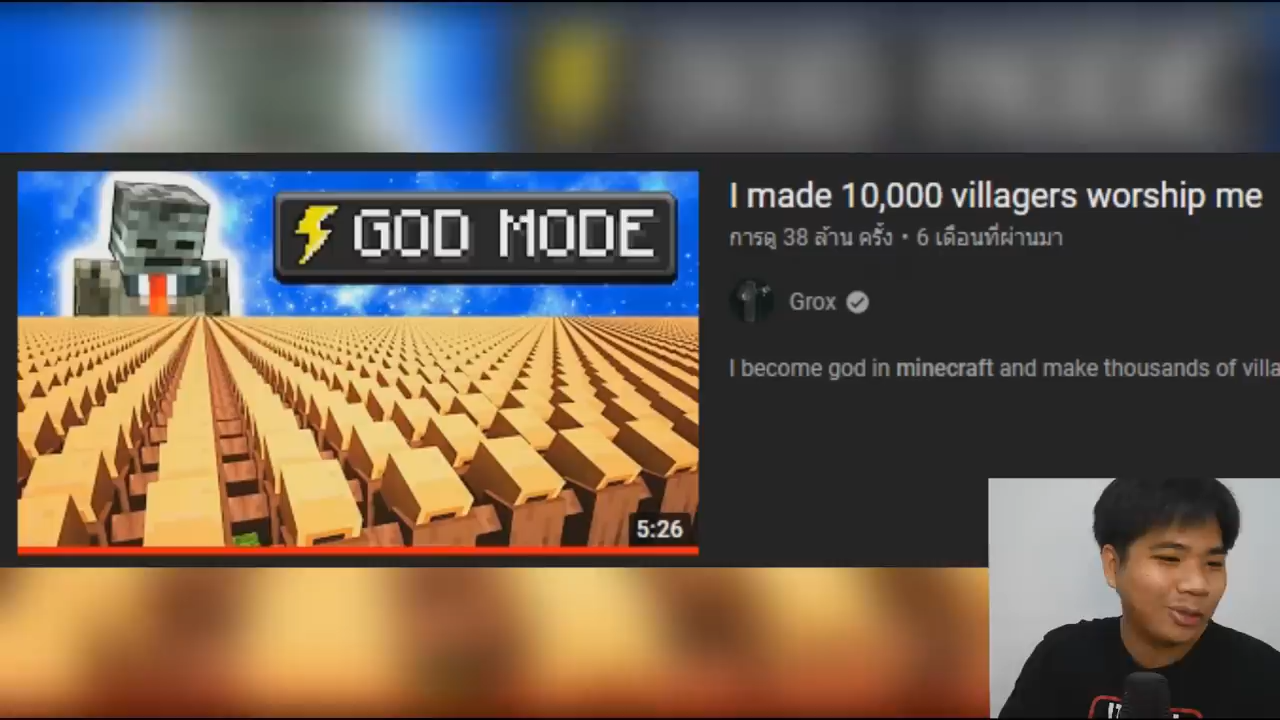 GOD MODE
5:26
I made 10,000 villagers worship me
การดู 38 ล้าน ครั้ง • 6 เดือนที่ผ่านมา
Grox
I become god in minecraft and make thousands of villa